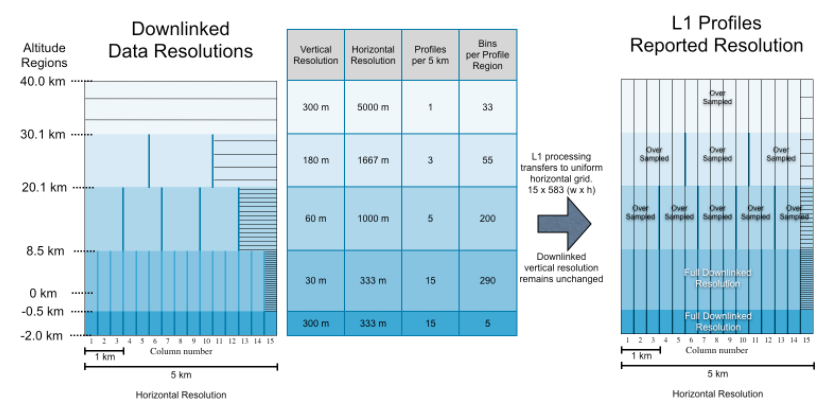 Downlinked
Data Resolutions
Altitude
Regions
40.0 km
30.1 km
20.1 km
8.5 km
0 km
-0.5 km
-2.0 km
1 2 3 4 5 6 7 8 9 10 11 12 13 14 15
Column number
1 km
5 km
Horizontal Resolution
Vertical Resolution Horizontal Resolution Profiles per 5 km Bins per Profile Region
300 m 5000 m 1 33
180 m 1667 m 3 55
60 m 1000 m 5 200
30 m 333 m 15 290
300 m 333 m 15 5
L1 processing
transfers to uniform
horizontal grid.
15 x 583 (w x h)
Downlinked
vertical resolution
remains unchanged
L1 Profiles
Reported Resolution
Over
Sampled
Over Over Over
Sampled Sampled Sampled
Over Over Over Over Over
Sampled Sampled Sampled Sampled Sampled
Full Downlinked
Resolution
Full Downlinked
Resolution
1 2 3 4 5 6 7 8 9 10 11 12 13 14 15
Column number
1 km
5 km
Horizontal Resolution